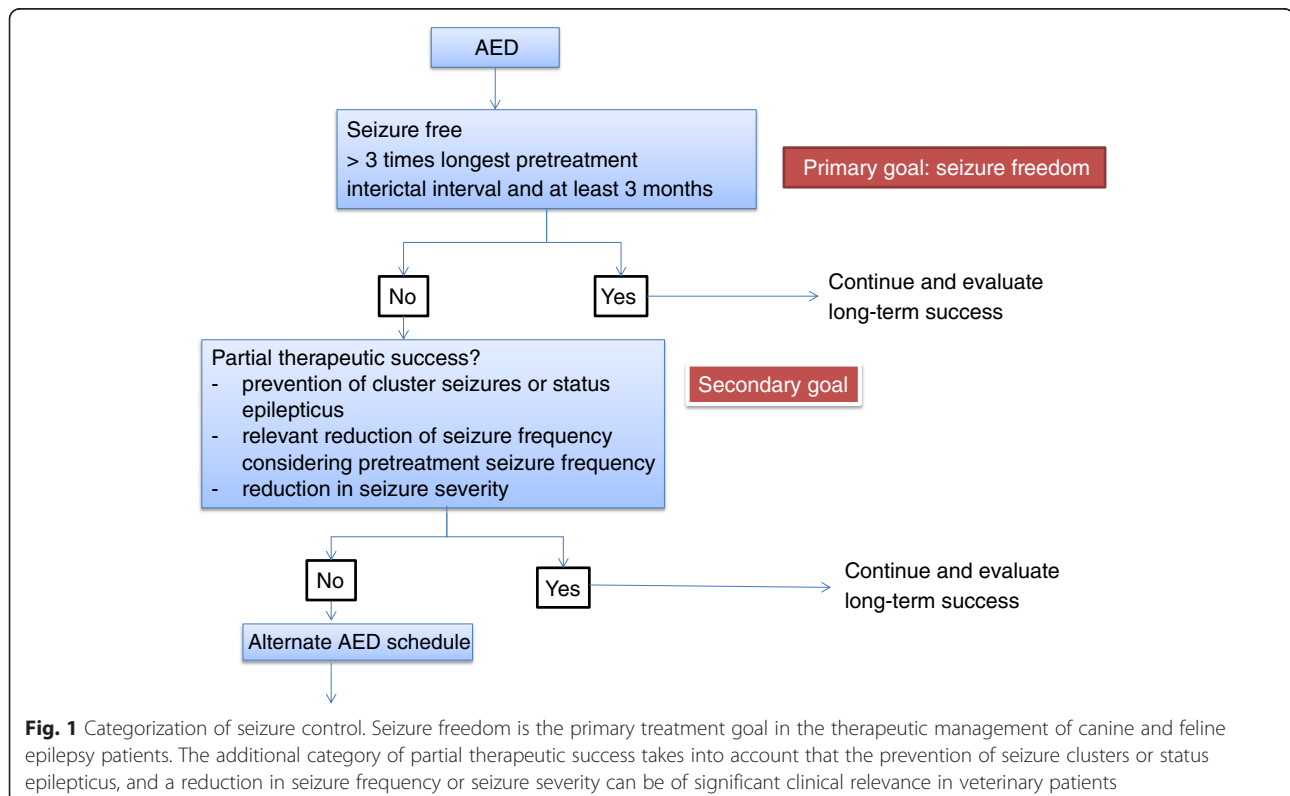 AED
Seizure free
> 3 times longest pretreatment
interictal interval and at least 3 months
Primary goal: seizure freedom
No
Yes
Continue and evaluate
long-term success
Partial therapeutic success?
- prevention of cluster seizures or status
epilepticus
- relevant reduction of seizure frequency
considering pretreatment seizure frequency
- reduction in seizure severity
Secondary goal
No
Yes
Continue and evaluate
long-term success
Alternate AED schedule
Fig. 1 Categorization of seizure control. Seizure freedom is the primary treatment goal in the therapeutic management of canine and feline
epilepsy patients. The additional category of partial therapeutic success takes into account that the prevention of seizure clusters or status
epilepticus, and a reduction in seizure frequency or seizure severity can be of significant clinical relevance in veterinary patients